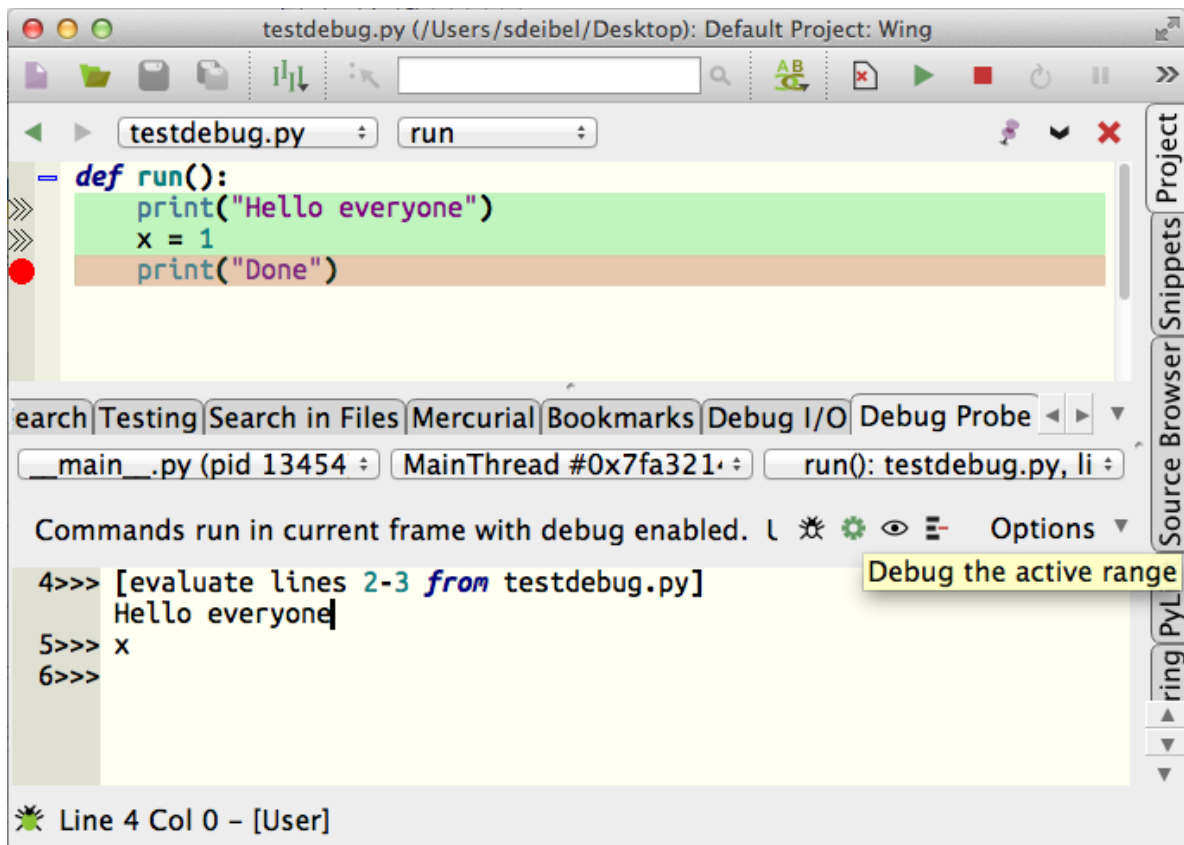 testdebug.py (/Users/sdeibel/Desktop): Default Project: Wing
AB
testdebug.py run
def run():
print("Hello everyone")
x = 1
print("Done")
Project
Snippets
Source Browser
PyLi
ring
earch Testing Search in Files Mercurial Bookmarks Debug I/O Debug Probe
__main__.py (pid 13454 MainThread #0x7fa321 run(): testdebug.py, li
Commands run in current frame with debug enabled. Options
Debug the active range
4>>> [evaluate lines 2-3 from testdebug.py]
Hello everyone
5>>> x
6>>>
Line 4 Col 0 – [User]